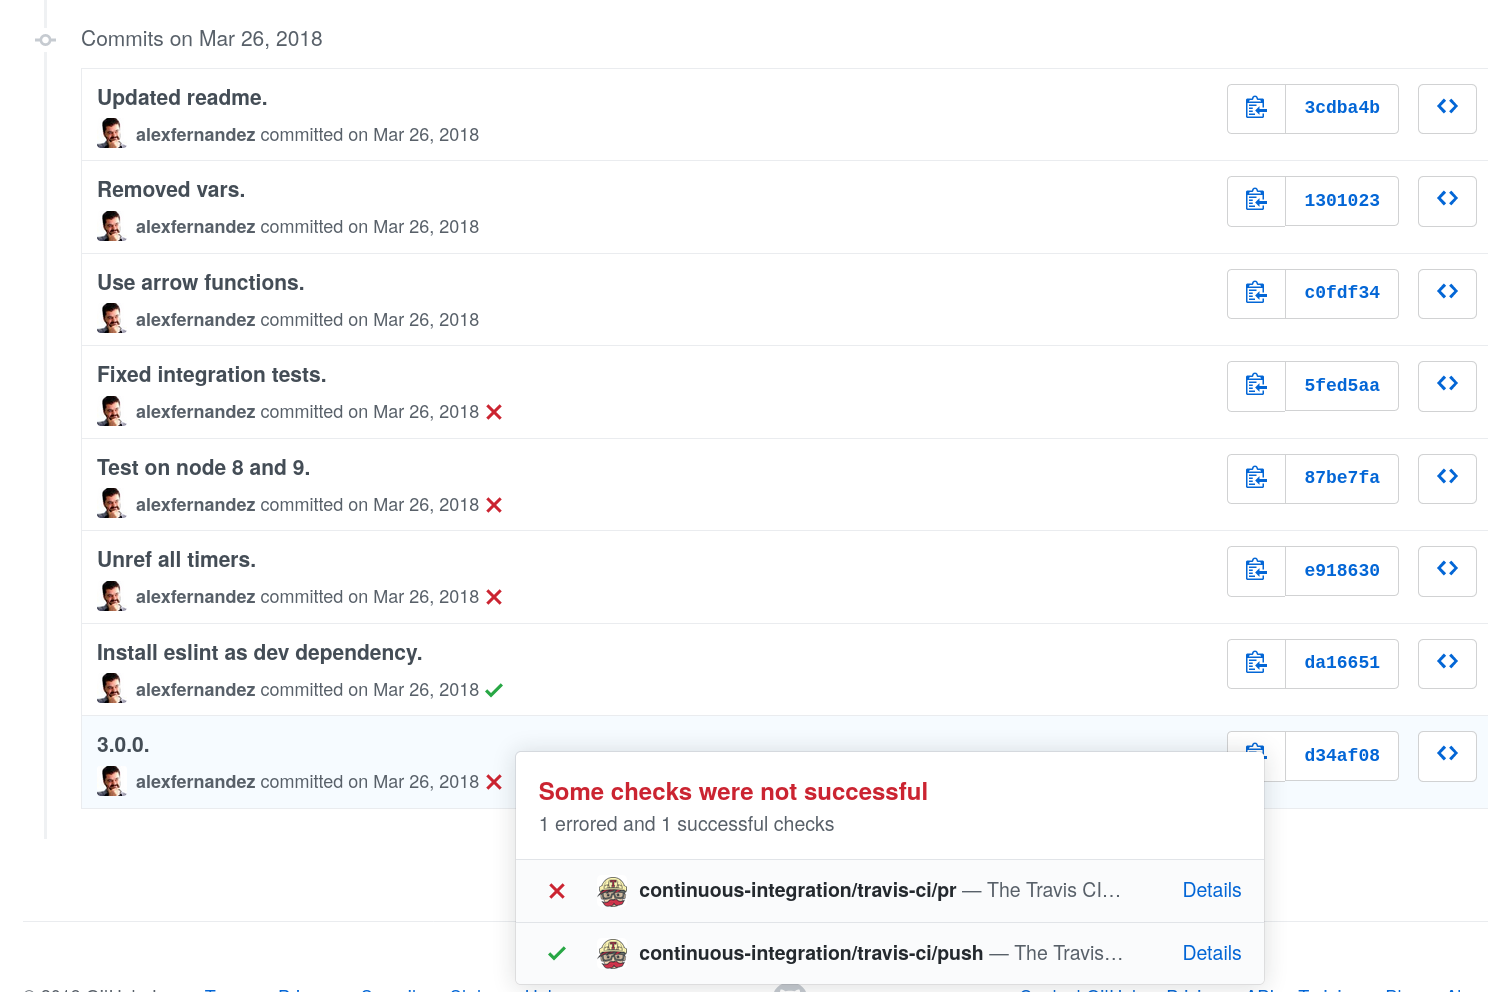 Commits on Mar 26, 2018
Updated readme.
alexfernandez committed on Mar 26, 2018
3cdba4b
Removed vars.
alexfernandez committed on Mar 26, 2018
1301023
Use arrow functions.
alexfernandez committed on Mar 26, 2018
c0fdf34
Fixed integration tests.
alexfernandez committed on Mar 26, 2018
5fed5aa
Test on node 8 and 9.
alexfernandez committed on Mar 26, 2018
87be7fa
Unref all timers.
alexfernandez committed on Mar 26, 2018
e918630
Install eslint as dev dependency.
alexfernandez committed on Mar 26, 2018
da16651
3.0.0.
alexfernandez committed on Mar 26, 2018
d34af08
Some checks were not successful
1 errored and 1 successful checks
continuous-integration/travis-ci/pr — The Travis CI… Details
continuous-integration/travis-ci/push — The Travis… Details